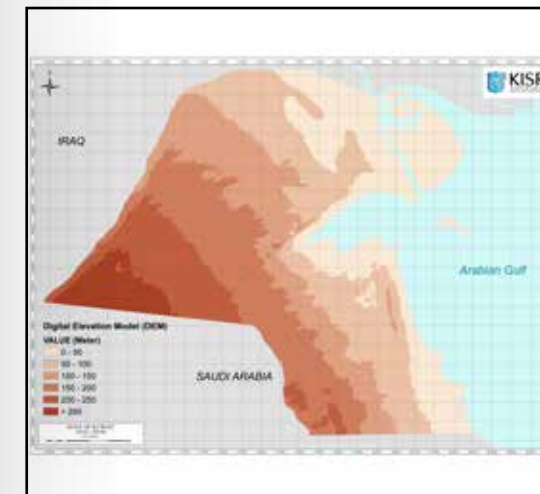 KISR
IRAQ
Arabian Gulf
Digital Elevation Model (DEM)
VALUE (Meter)
0 - 50
50 - 100
100 - 150
150 - 200
200 - 250
> 250
SAUDI ARABIA